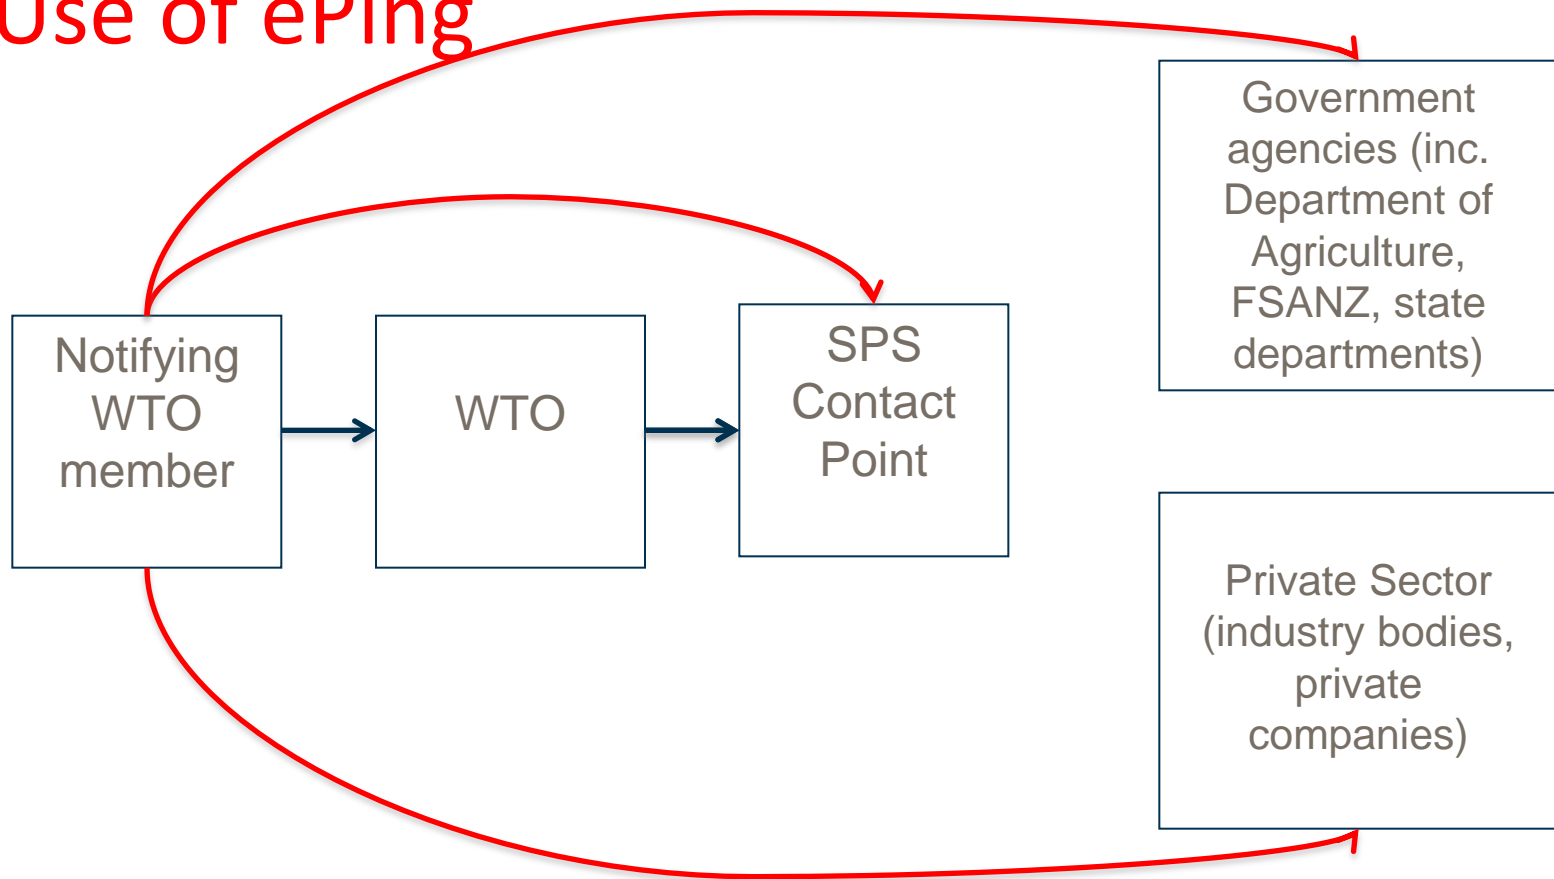 Use of ePing
Government
agencies (inc.
Department of
Agriculture,
FSANZ, state
departments)
Notifying
WTO
member
WTO
SPS
Contact
Point
Private Sector
(industry bodies,
private
companies)